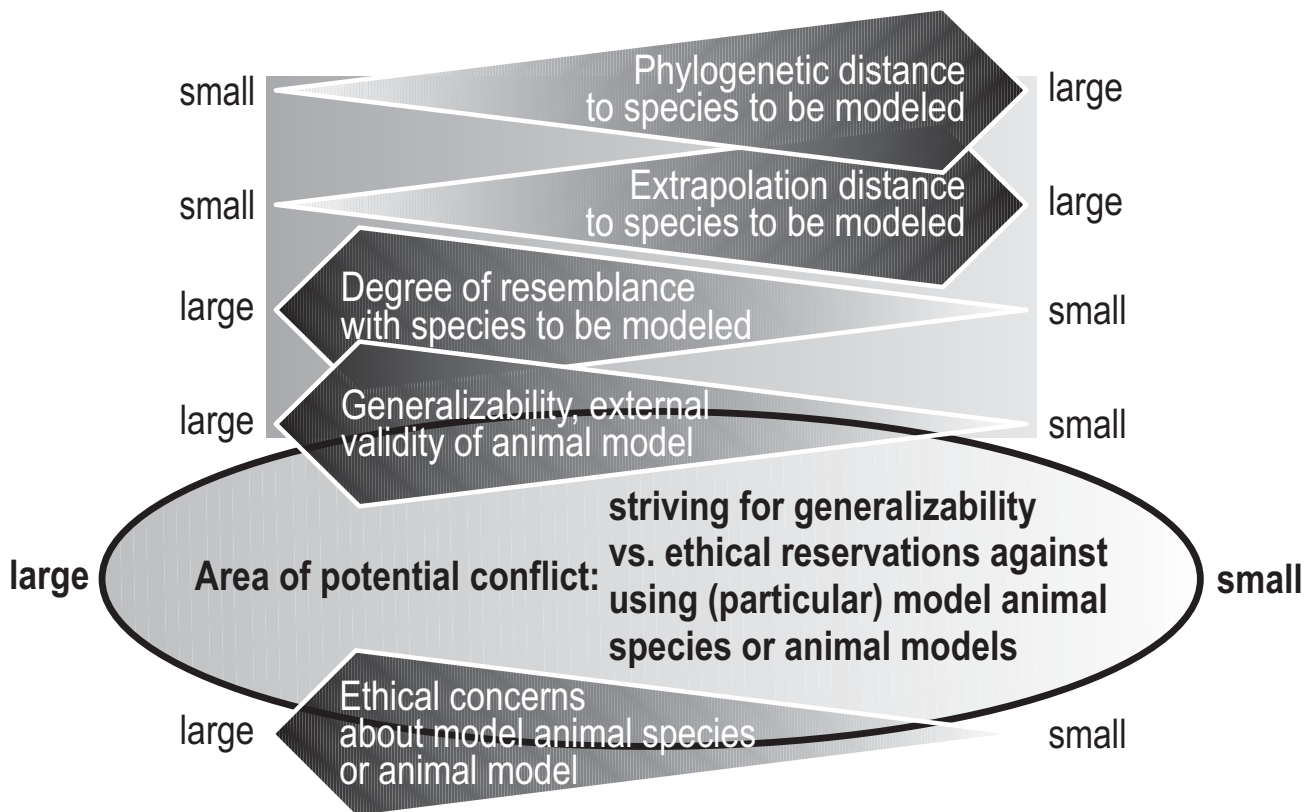 small
Phylogenetic distance
to species to be modeled
large
small
Extrapolation distance
to species to be modeled
large
large
Degree of resemblance
with species to be modeled
small
large
Generalizability, external
validity of animal model
small
large
Area of potential conflict:
striving for generalizability
vs. ethical reservations against
using (particular) model animal
species or animal models
small
large
Ethical concerns
about model animal species
or animal model
small